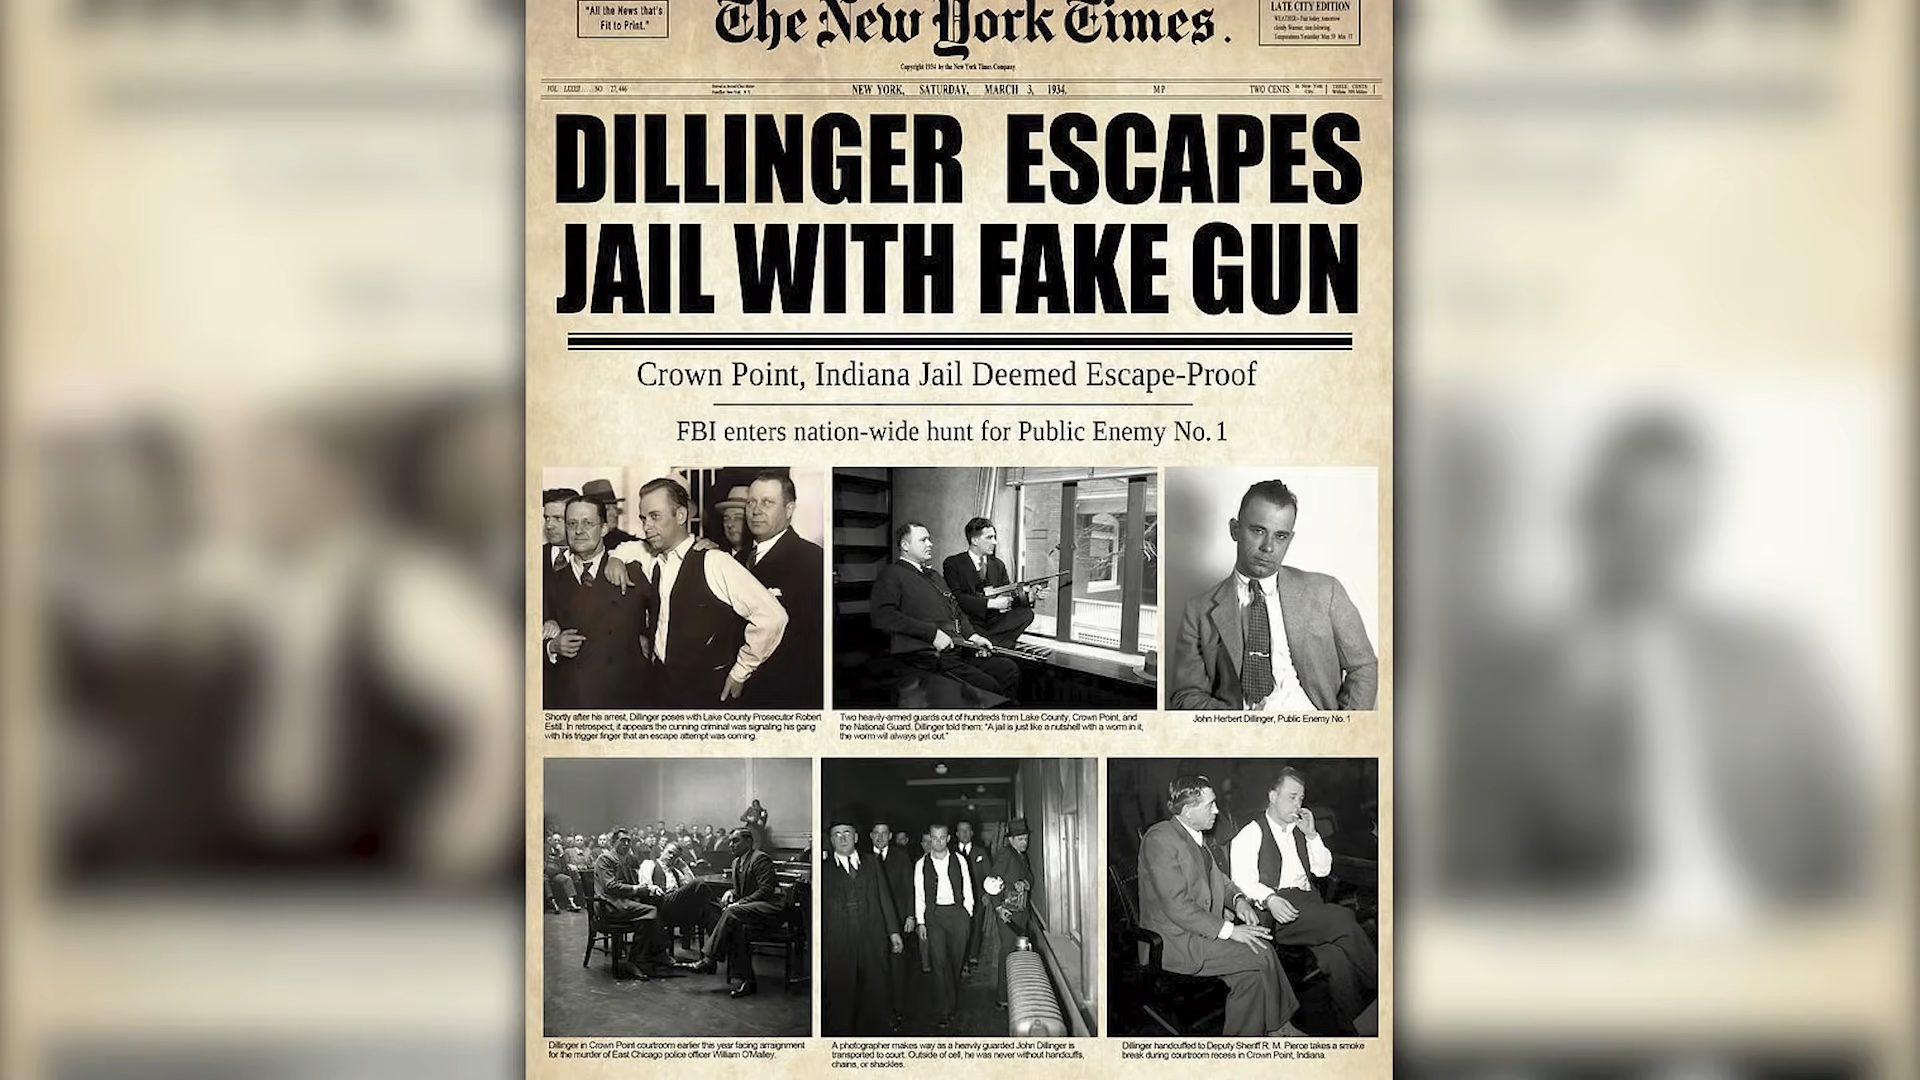 "All the News that's
Fit to Print."
The New York Times.
LATE CITY EDITION
Copyright 1934 by the New York Times Company
NEW YORK, SATURDAY, MARCH 3, 1934.
MP
TWO CENTS
DILLINGER ESCAPES
JAIL WITH FAKE GUN
Crown Point, Indiana Jail Deemed Escape-Proof
FBI enters nation-wide hunt for Public Enemy No. 1
Shortly after his arrest, Dillinger poses with Lake County Prosecutor Robert
Estill. In retrospect, it appears the cunning criminal was signaling his gang
with his trigger finger that an escape attempt was coming.
Two heavily-armed guards out of hundreds from Lake County, Crown Point, and
the National Guard. Dillinger told them: "A jail is just like a nutshell with a worm in it,
the worm will always get out."
John Herbert Dillinger, Public Enemy No. 1
Dillinger in Crown Point courtroom earlier this year facing arraignment
for the murder of East Chicago police officer William O'Malley.
A photographer makes way as a heavily guarded John Dillinger is
transported to court. Outside of cell, he was never without handcuffs,
chains, or shackles.
Dillinger handcuffed to Deputy Sheriff R. M. Pierce takes a smoke
break during courtroom recess in Crown Point, Indiana.